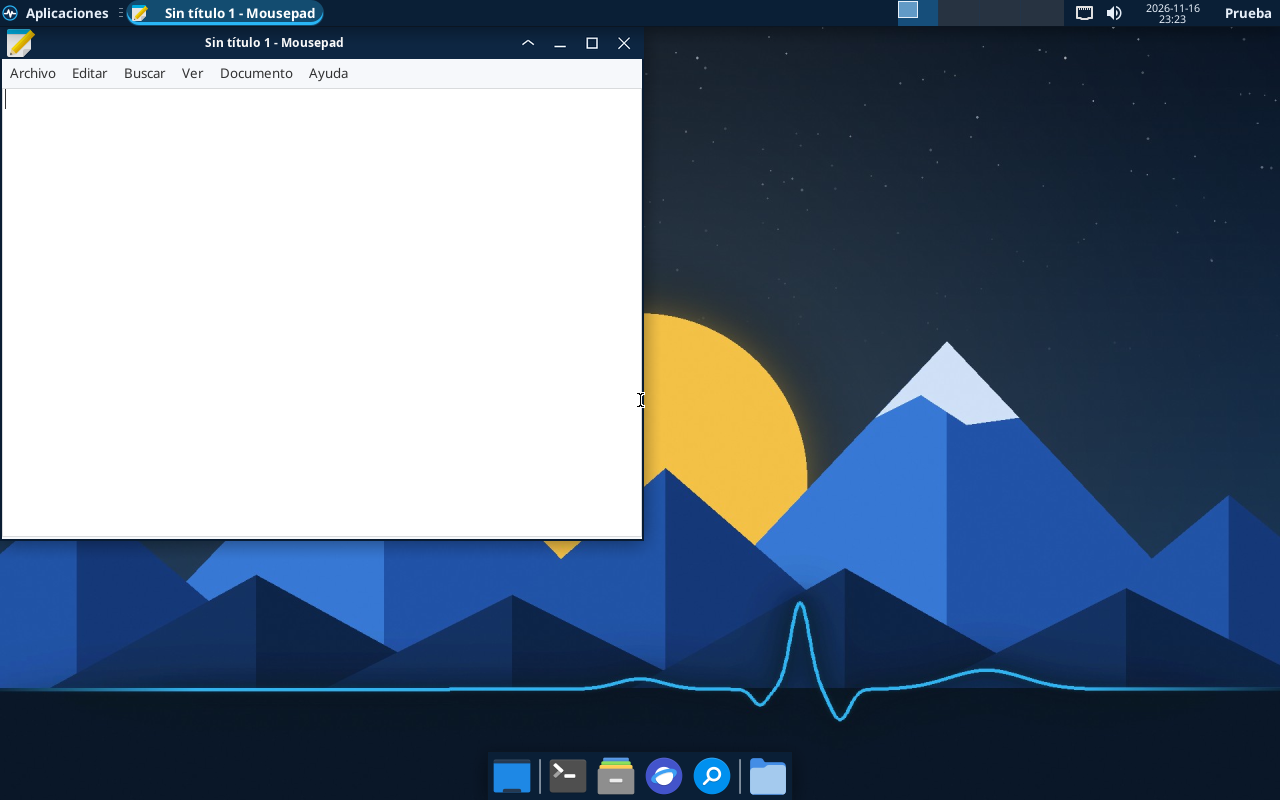 Aplicaciones
Sin título 1 - Mousepad
2026-11-16
23:23
Prueba
Sin título 1 - Mousepad
Archivo Editar Buscar Ver Documento Ayuda